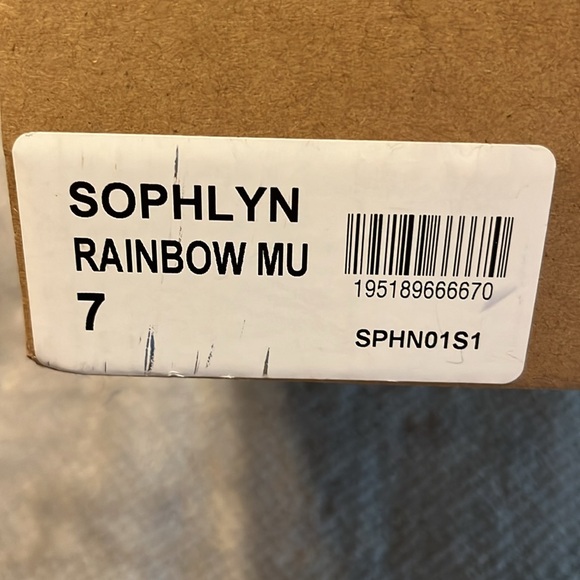 SOPHLYN
RAINBOW MU
7
195189666670
SPHN01S1